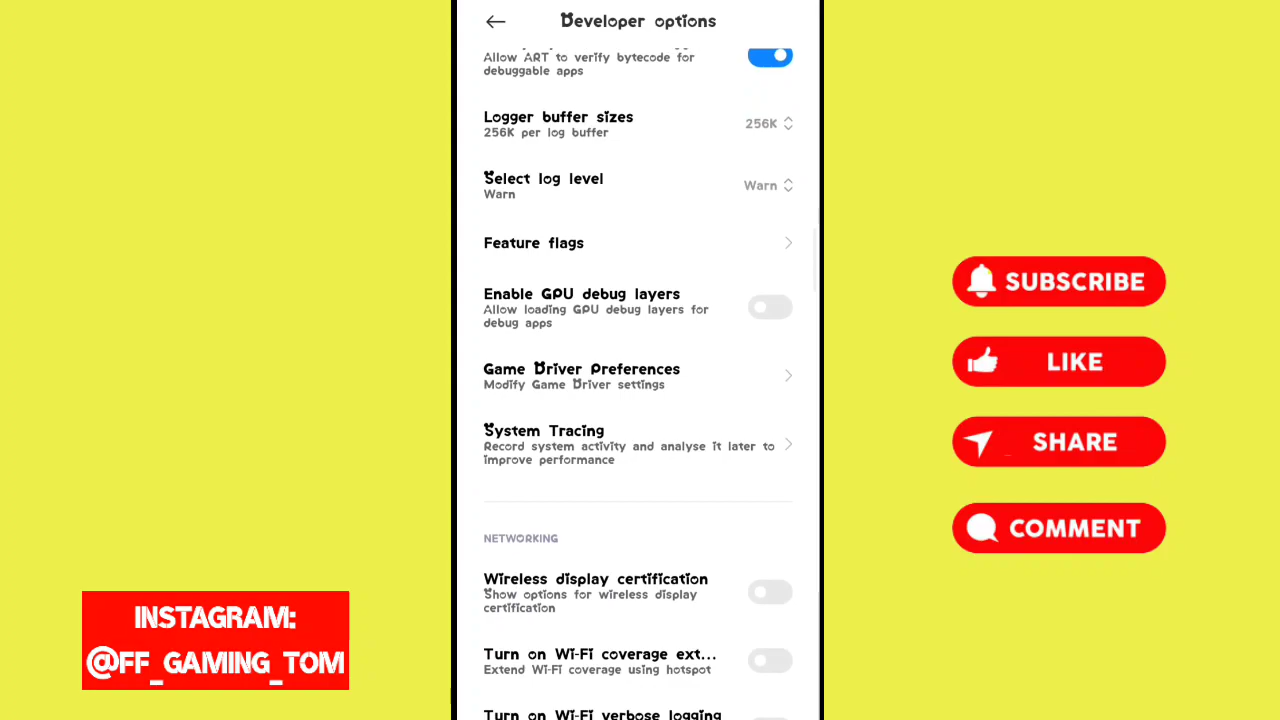 Developer options
Allow ART to verify bytecode for
debuggable apps
Logger buffer sizes
256K per log buffer
256K
Select log level
Warn
Warn
Feature flags
Enable GPU debug layers
Allow loading GPU debug layers for
debug apps
Game Driver Preferences
Modify Game Driver settings
System Tracing
Record system activity and analyse it later to
improve performance
NETWORKING
Wireless display certification
Show options for wireless display
certification
Turn on Wi-Fi coverage ext...
Extend Wi-Fi coverage using hotspot
Turn on Wi-Fi verbose logging
SUBSCRIBE
LIKE
SHARE
COMMENT
INSTAGRAM:
@FF_GAMING_TOM